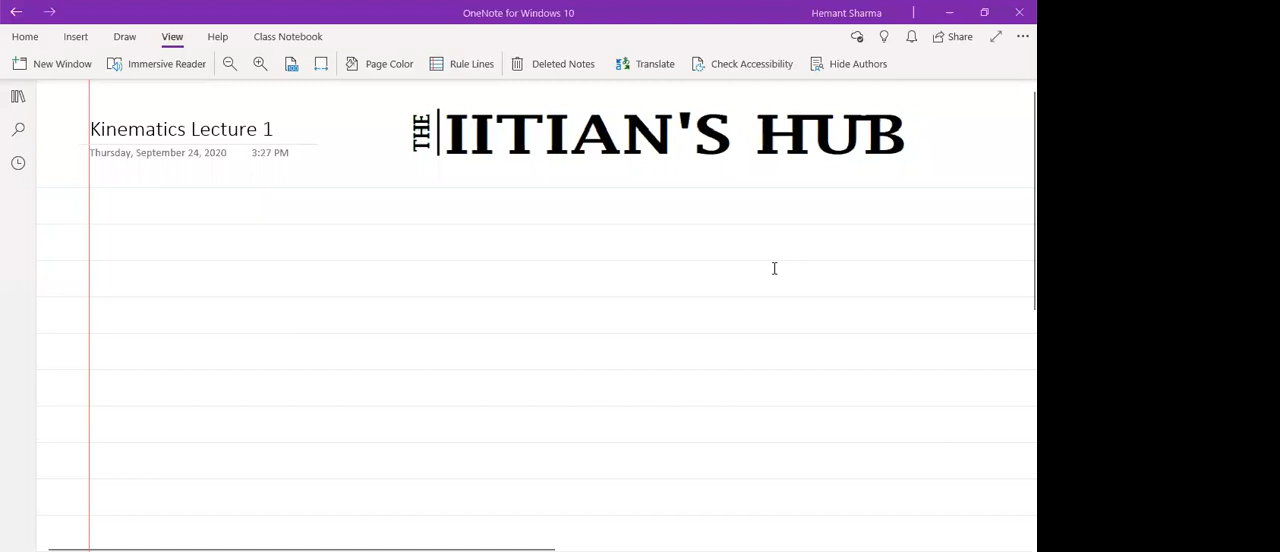 OneNote for Windows 10
Hemant Sharma
Home Insert Draw View Help Class Notebook
Share
New Window Immersive Reader Page Color Rule Lines Deleted Notes Translate Check Accessibility Hide Authors
Kinematics Lecture 1
THE IITIAN'S HUB
Thursday, September 24, 2020 3:27 PM